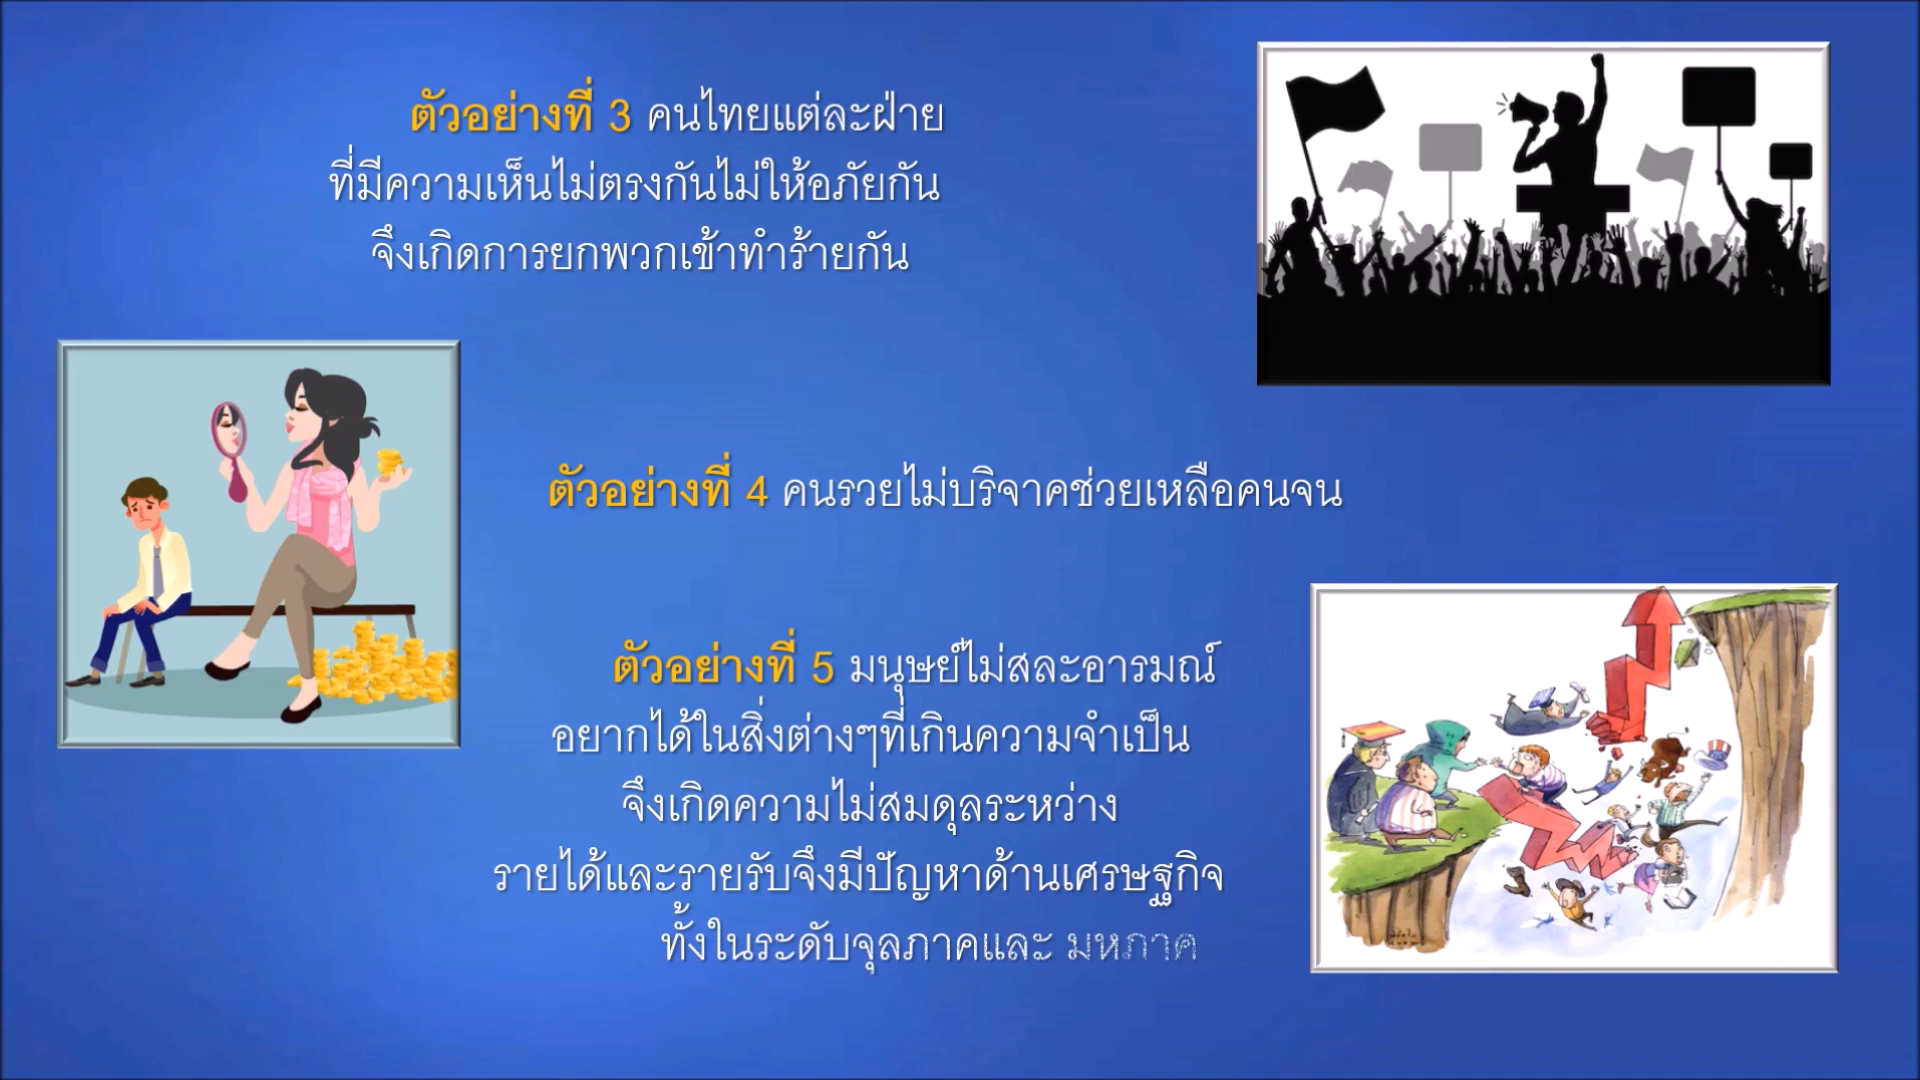 ตัวอย่างที่ 3 คนไทยแต่ละฝ่าย
ที่มีความเห็นไม่ตรงกันไม่ให้อภัยกัน
จึงเกิดการยกพวกเข้าทำร้ายกัน
ตัวอย่างที่ 4 คนรวยไม่บริจาคช่วยเหลือคนจน
ตัวอย่างที่ 5 มนุษย์ไม่สละอารมณ์
อยากได้ในสิ่งต่างๆที่เกินความจำเป็น
จึงเกิดความไม่สมดุลระหว่าง
รายได้และรายรับจึงมีปัญหาด้านเศรษฐกิจ
ทั้งในระดับจุลภาคและ มหภาค